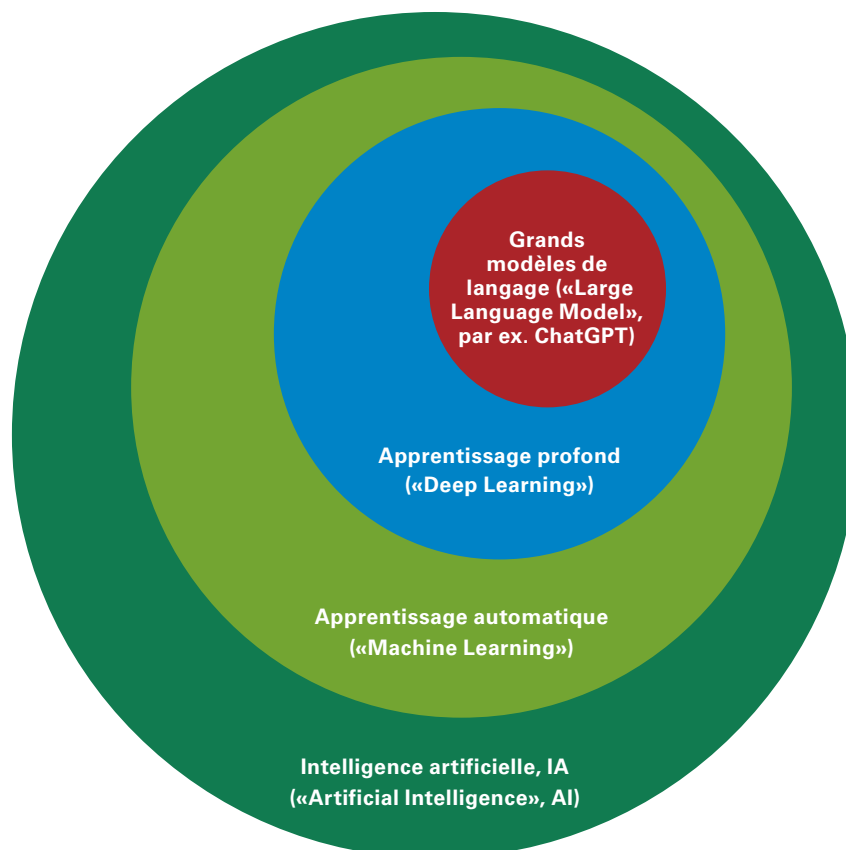 Grands
modèles de
langage («Large
Language Model»,
par ex. ChatGPT)
Apprentissage profond
(«Deep Learning»)
Apprentissage automatique
(«Machine Learning»)
Intelligence artificielle, IA
(«Artificial Intelligence», AI)